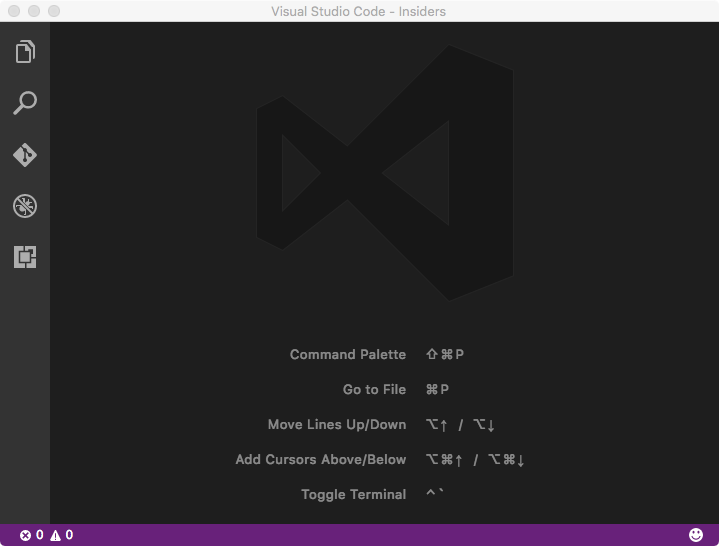 Visual Studio Code - Insiders
Command Palette ⇧⌘P
Go to File ⌘P
Move Lines Up/Down ⌥↑ / ⌥↓
Add Cursors Above/Below ⌥⌘↑ / ⌥⌘↓
Toggle Terminal ^`
0 0